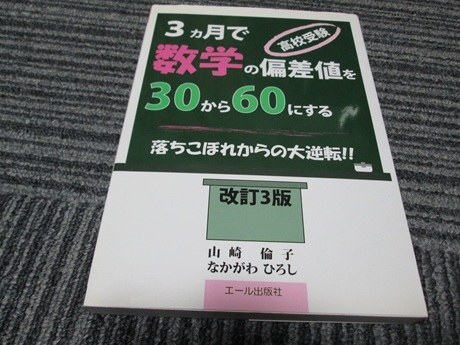 高校受験
3ヵ月で
数学の偏差値を
30から60にする
落ちこぼれからの大逆転!!
改訂3版
山崎 倫子
なかがわ ひろし
エール出版社